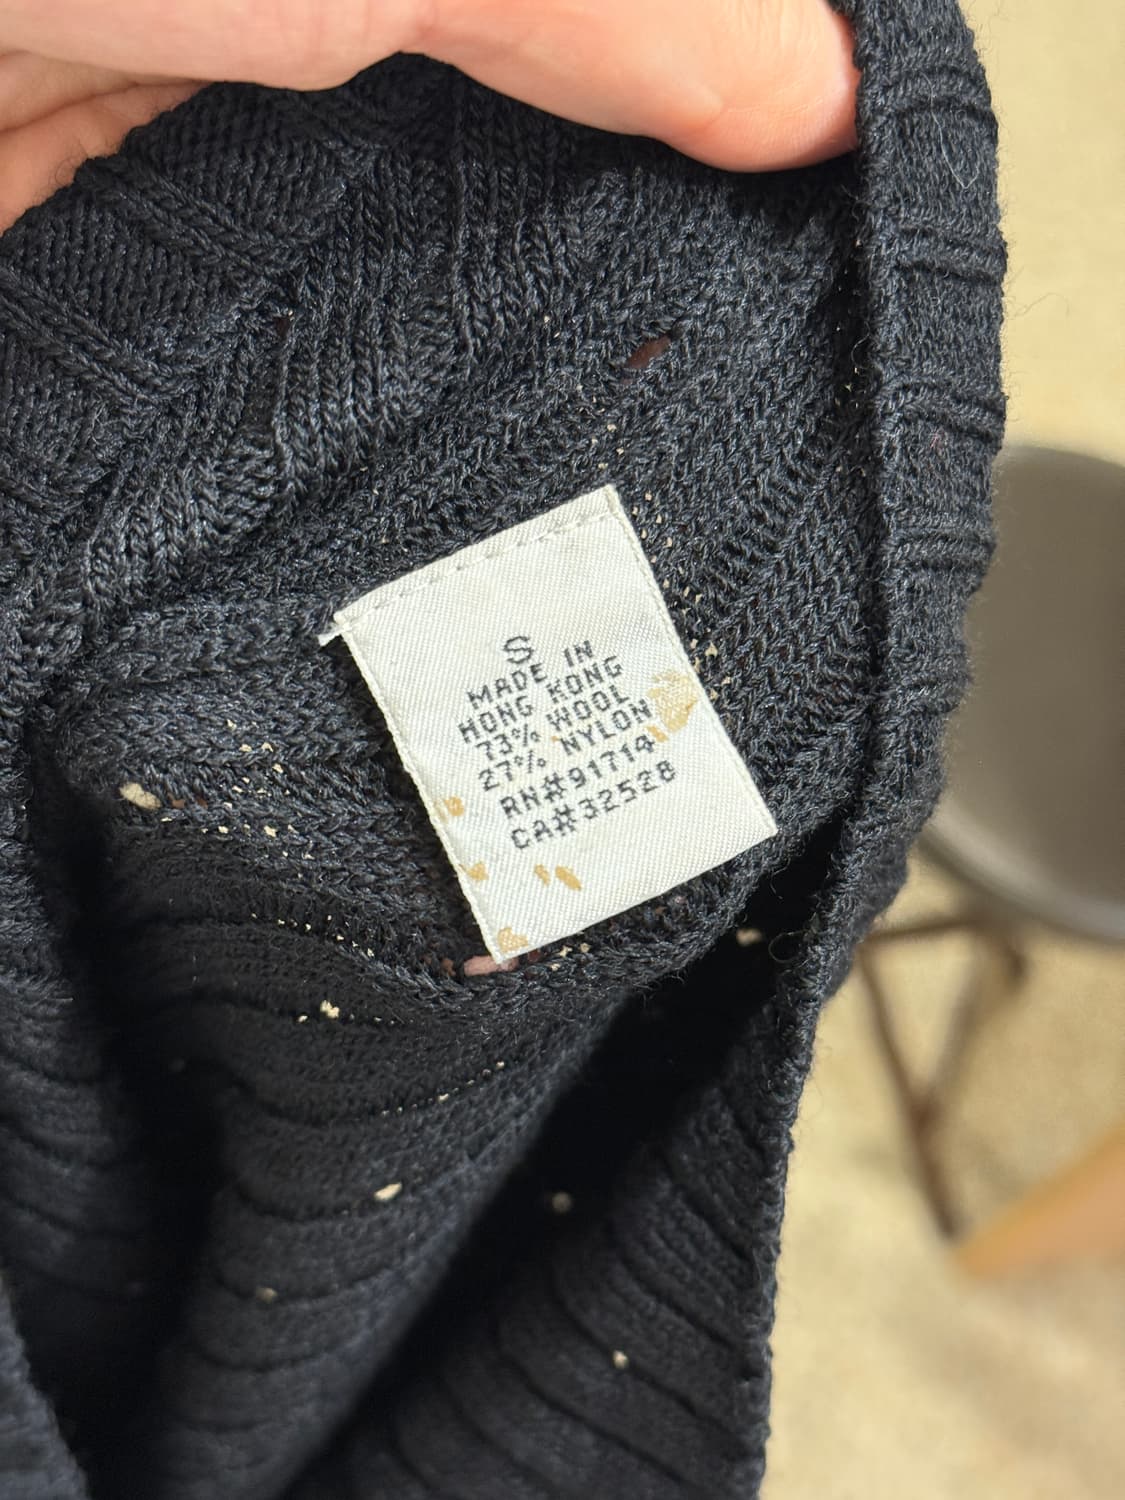 S
MADE IN
HONG KONG
73% WOOL
27% NYLON
RN#91714
CA#32528